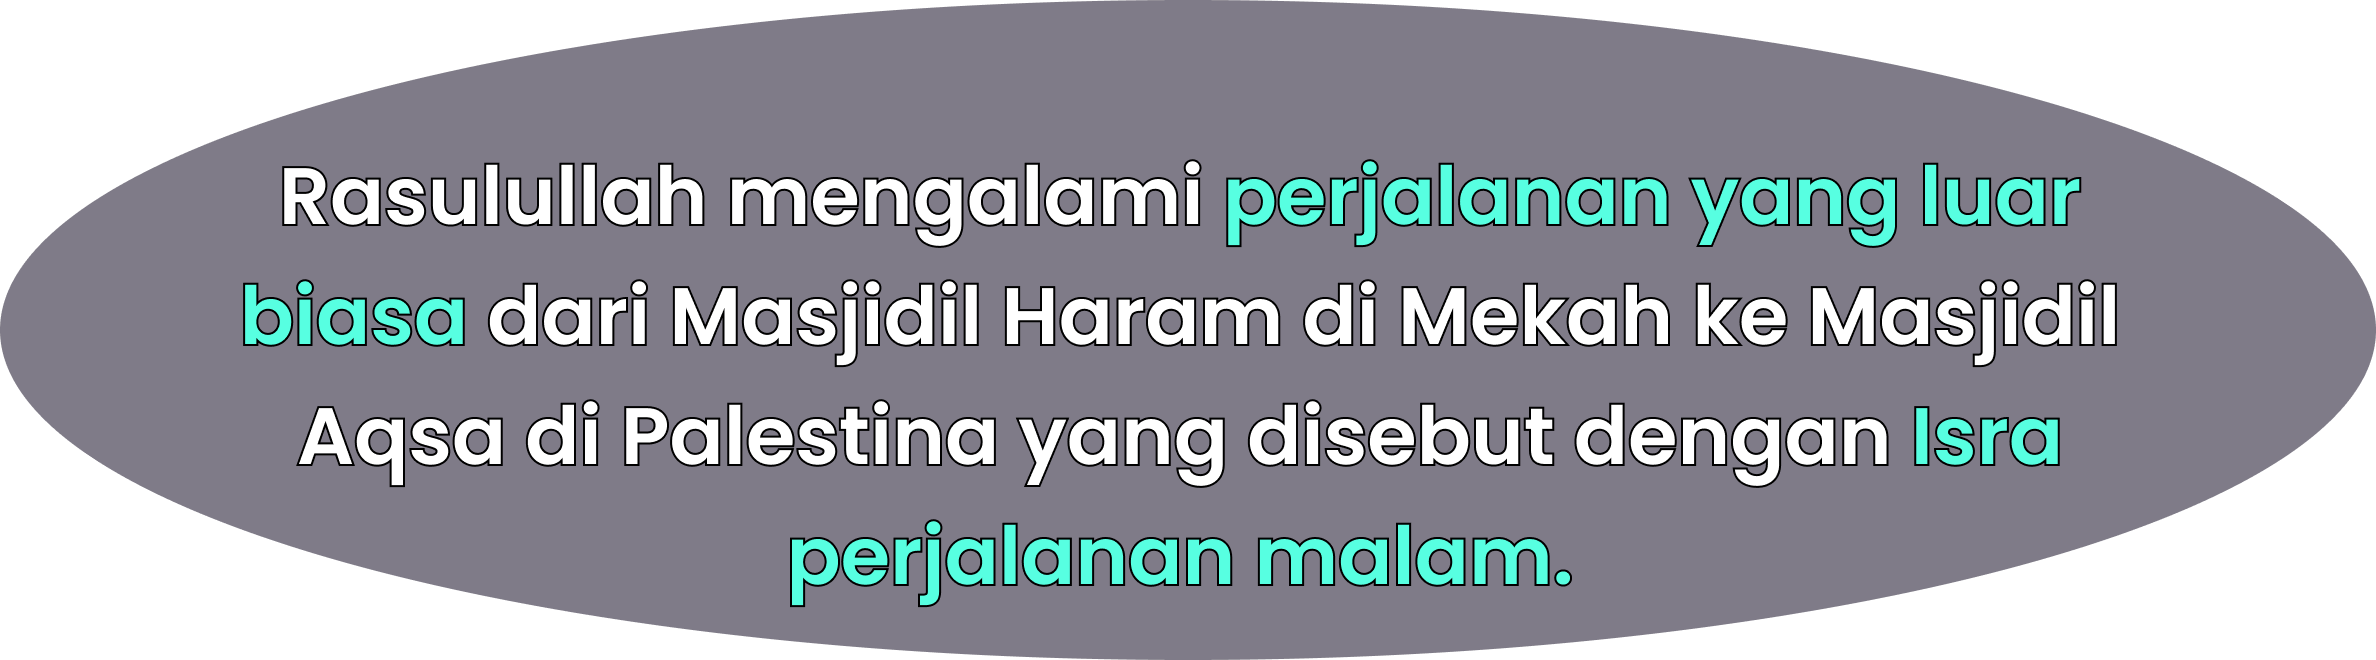 Rasulullah mengalami perjalanan yang luar
biasa dari Masjidil Haram di Mekah ke Masjidil
Aqsa di Palestina yang disebut dengan Isra
perjalanan malam.